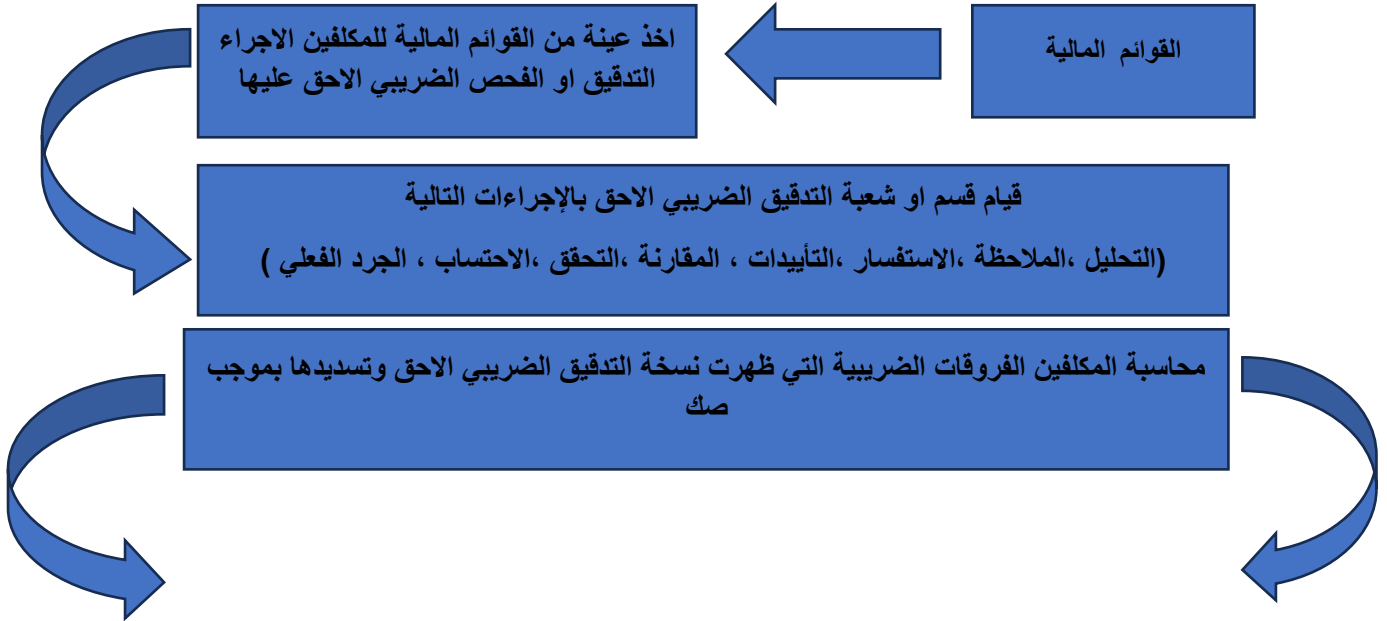 القوائم المالية
اخذ عينة من القوائم المالية للمكلفين الاجراء
التدقيق او الفحص الضريبي الاحق عليها
قيام قسم او شعبة التدقيق الضريبي الاحق بالإجراءات التالية
(التحليل ،الملاحظة ،الاستفسار ،التأييدات ، المقارنة ،التحقق ،الاحتساب ، الجرد الفعلي )
محاسبة المكلفين الفروقات الضريبية التي ظهرت نسخة التدقيق الضريبي الاحق وتسديدها بموجب
صك